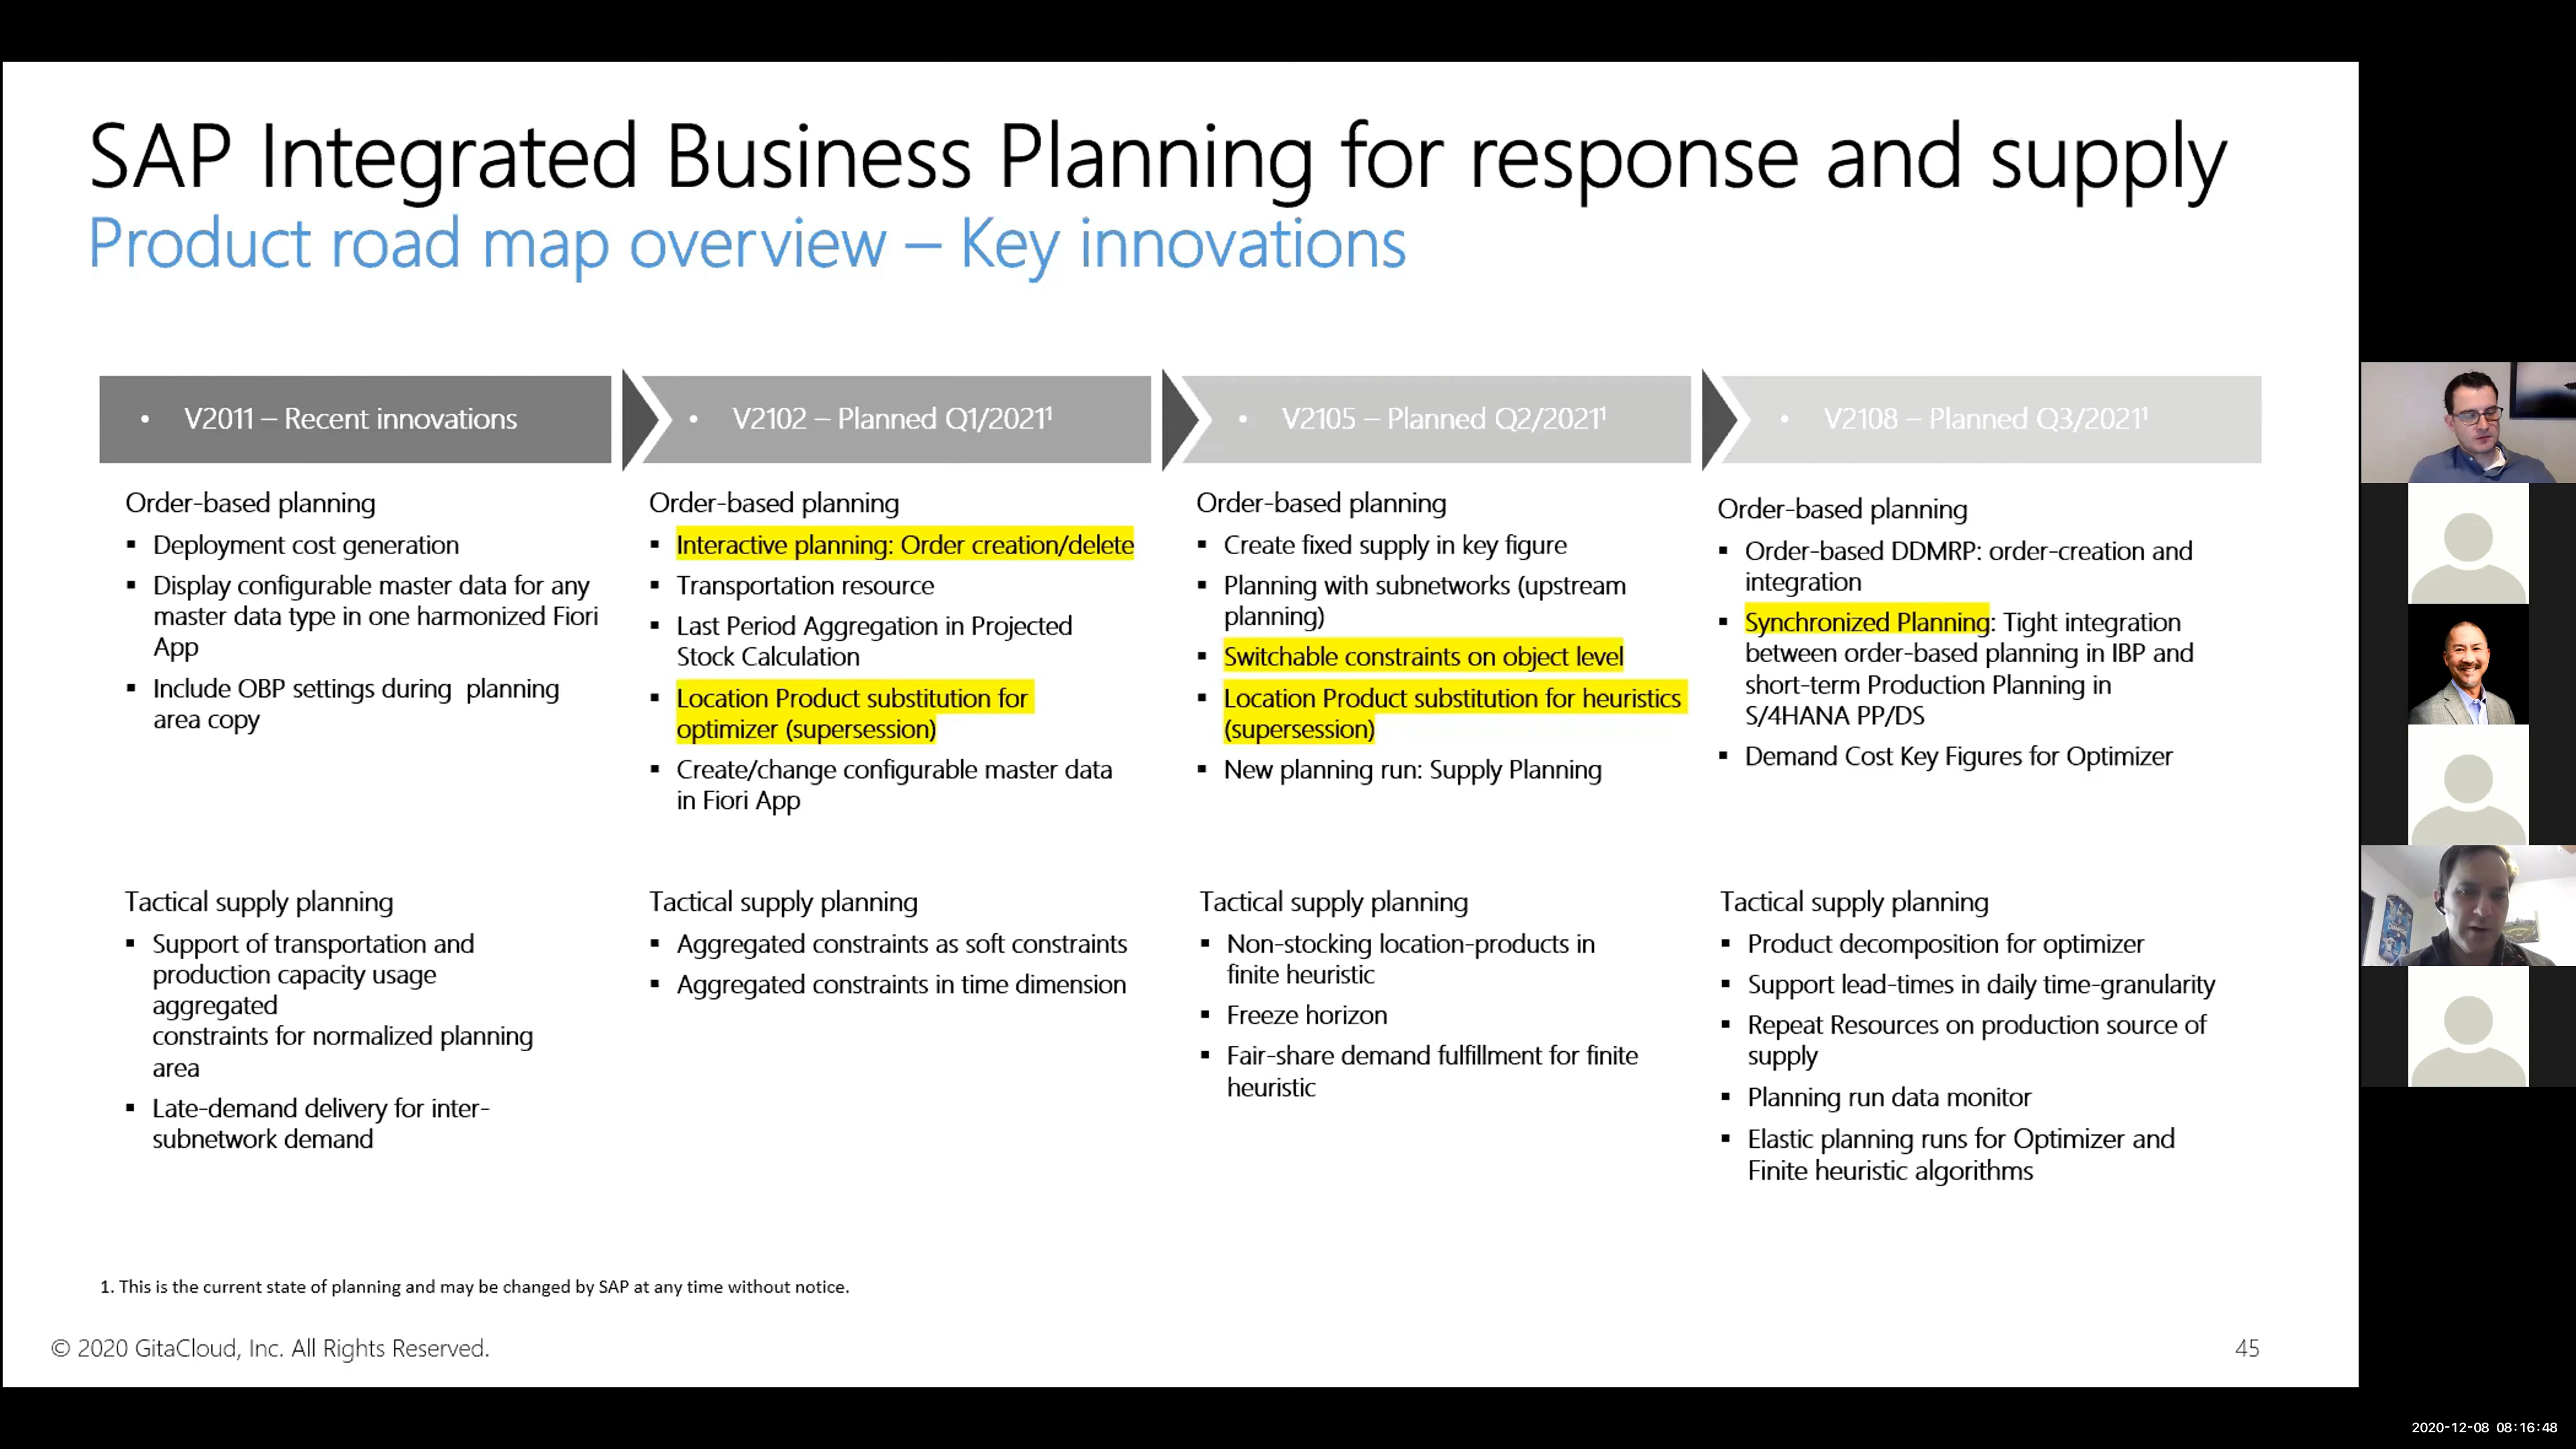 SAP Integrated Business Planning for response and supply
Product road map overview – Key innovations
• V2011 – Recent innovations
• V2102 – Planned Q1/2021¹
• V2105 – Planned Q2/2021¹
• V2108 – Planned Q3/2021¹
Order-based planning
▪ Deployment cost generation
▪ Display configurable master data for any
master data type in one harmonized Fiori
App
▪ Include OBP settings during planning
area copy
Order-based planning
▪ Interactive planning: Order creation/delete
▪ Transportation resource
▪ Last Period Aggregation in Projected
Stock Calculation
▪ Location Product substitution for
optimizer (supersession)
▪ Create/change configurable master data
in Fiori App
Order-based planning
▪ Create fixed supply in key figure
▪ Planning with subnetworks (upstream
planning)
▪ Switchable constraints on object level
▪ Location Product substitution for heuristics
(supersession)
▪ New planning run: Supply Planning
Order-based planning
▪ Order-based DDMRP: order-creation and
integration
▪ Synchronized Planning: Tight integration
between order-based planning in IBP and
short-term Production Planning in
S/4HANA PP/DS
▪ Demand Cost Key Figures for Optimizer
Tactical supply planning
▪ Support of transportation and
production capacity usage
aggregated
constraints for normalized planning
area
▪ Late-demand delivery for inter-
subnetwork demand
Tactical supply planning
▪ Aggregated constraints as soft constraints
▪ Aggregated constraints in time dimension
Tactical supply planning
▪ Non-stocking location-products in
finite heuristic
▪ Freeze horizon
▪ Fair-share demand fulfillment for finite
heuristic
Tactical supply planning
▪ Product decomposition for optimizer
▪ Support lead-times in daily time-granularity
▪ Repeat Resources on production source of
supply
▪ Planning run data monitor
▪ Elastic planning runs for Optimizer and
Finite heuristic algorithms
1. This is the current state of planning and may be changed by SAP at any time without notice.
© 2020 GitaCloud, Inc. All Rights Reserved.
45
2020-12-08 08:16:48